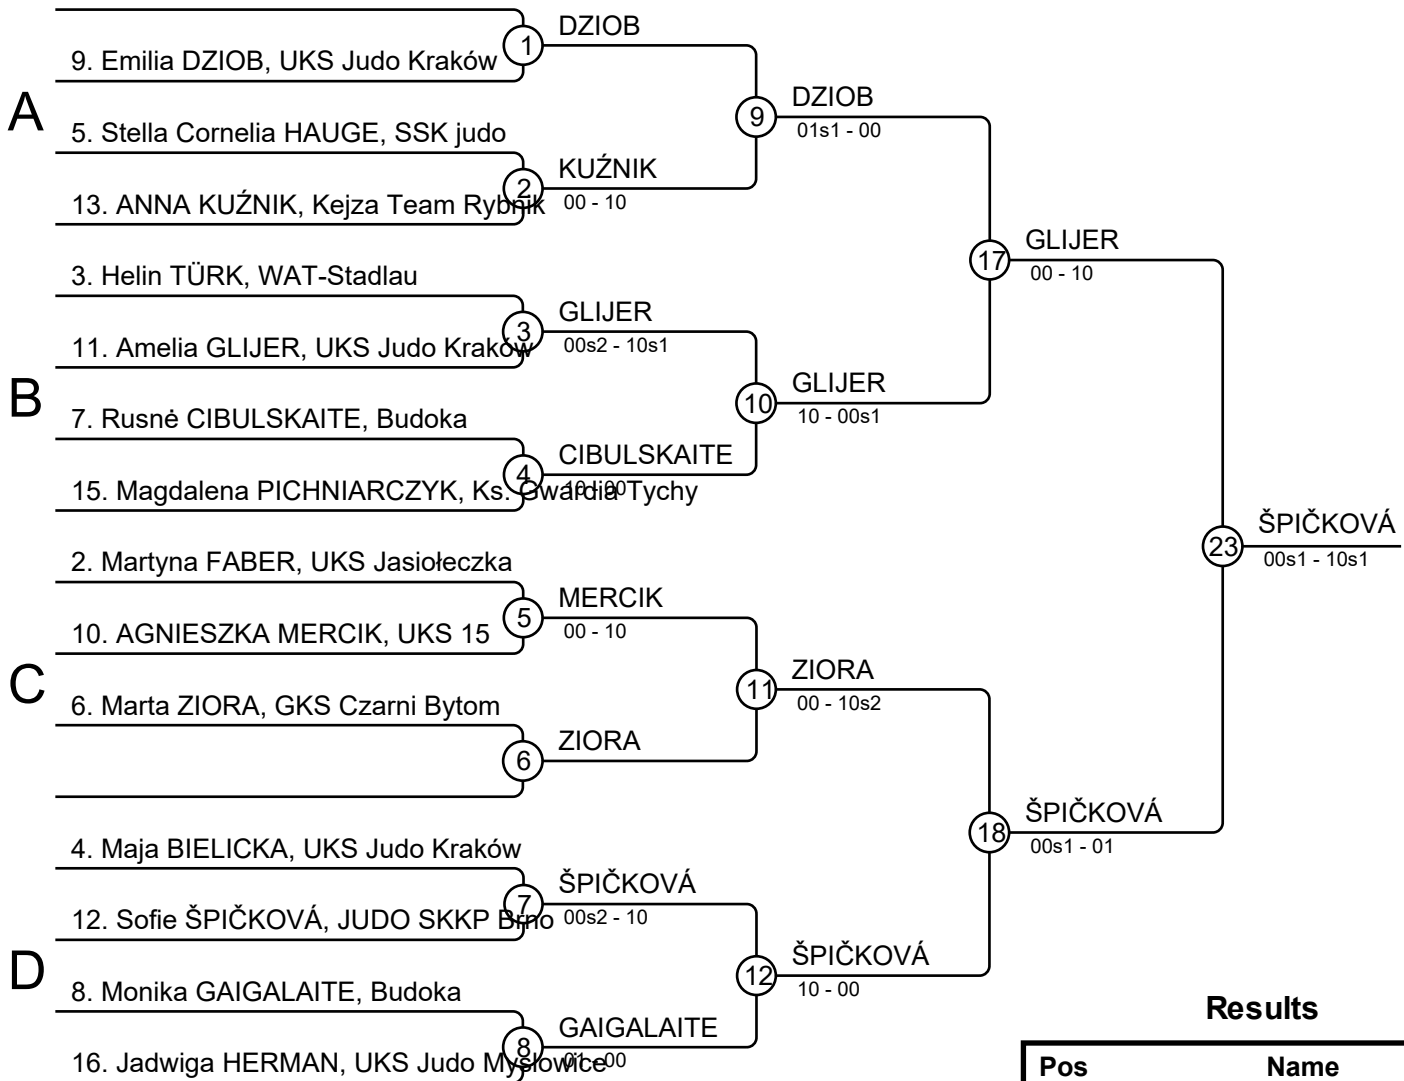 DZIOB
1
9. Emilia DZIOB, UKS Judo Kraków
A
DZIOB
9
01s1 - 00
5. Stella Cornelia HAUGE, SSK judo
KUŹNIK
2
00 - 10
13. ANNA KUŹNIK, Kejza Team Rybnik
GLIJER
17
00 - 10
3. Helin TÜRK, WAT-Stadlau
GLIJER
3
00s2 - 10s1
11. Amelia GLIJER, UKS Judo Kraków
B
GLIJER
10
10 - 00s1
7. Rusnė CIBULSKAITE, Budoka
CIBULSKAITE
4
10 - 00
15. Magdalena PICHNIARCZYK, Ks. Gwardia Tychy
ŠPIČKOVÁ
23
00s1 - 10s1
2. Martyna FABER, UKS Jasiołeczka
MERCIK
5
00 - 10
10. AGNIESZKA MERCIK, UKS 15
C
ZIORA
11
00 - 10s2
6. Marta ZIORA, GKS Czarni Bytom
ZIORA
6
ŠPIČKOVÁ
18
00s1 - 01
4. Maja BIELICKA, UKS Judo Kraków
ŠPIČKOVÁ
7
00s2 - 10
12. Sofie ŠPIČKOVÁ, JUDO SKKP Brno
D
ŠPIČKOVÁ
12
10 - 00
8. Monika GAIGALAITE, Budoka
GAIGALAITE
8
01 - 00
16. Jadwiga HERMAN, UKS Judo Mysłowice
Results
Pos Name